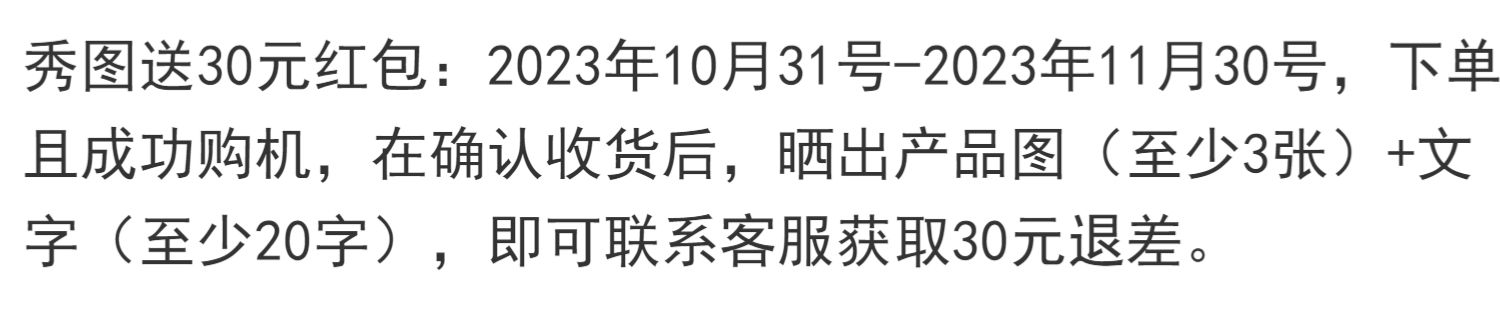 秀图送30元红包：2023年10月31号-2023年11月30号，下单
且成功购机，在确认收货后，晒出产品图（至少3张）+文
字（至少20字），即可联系客服获取30元退差。